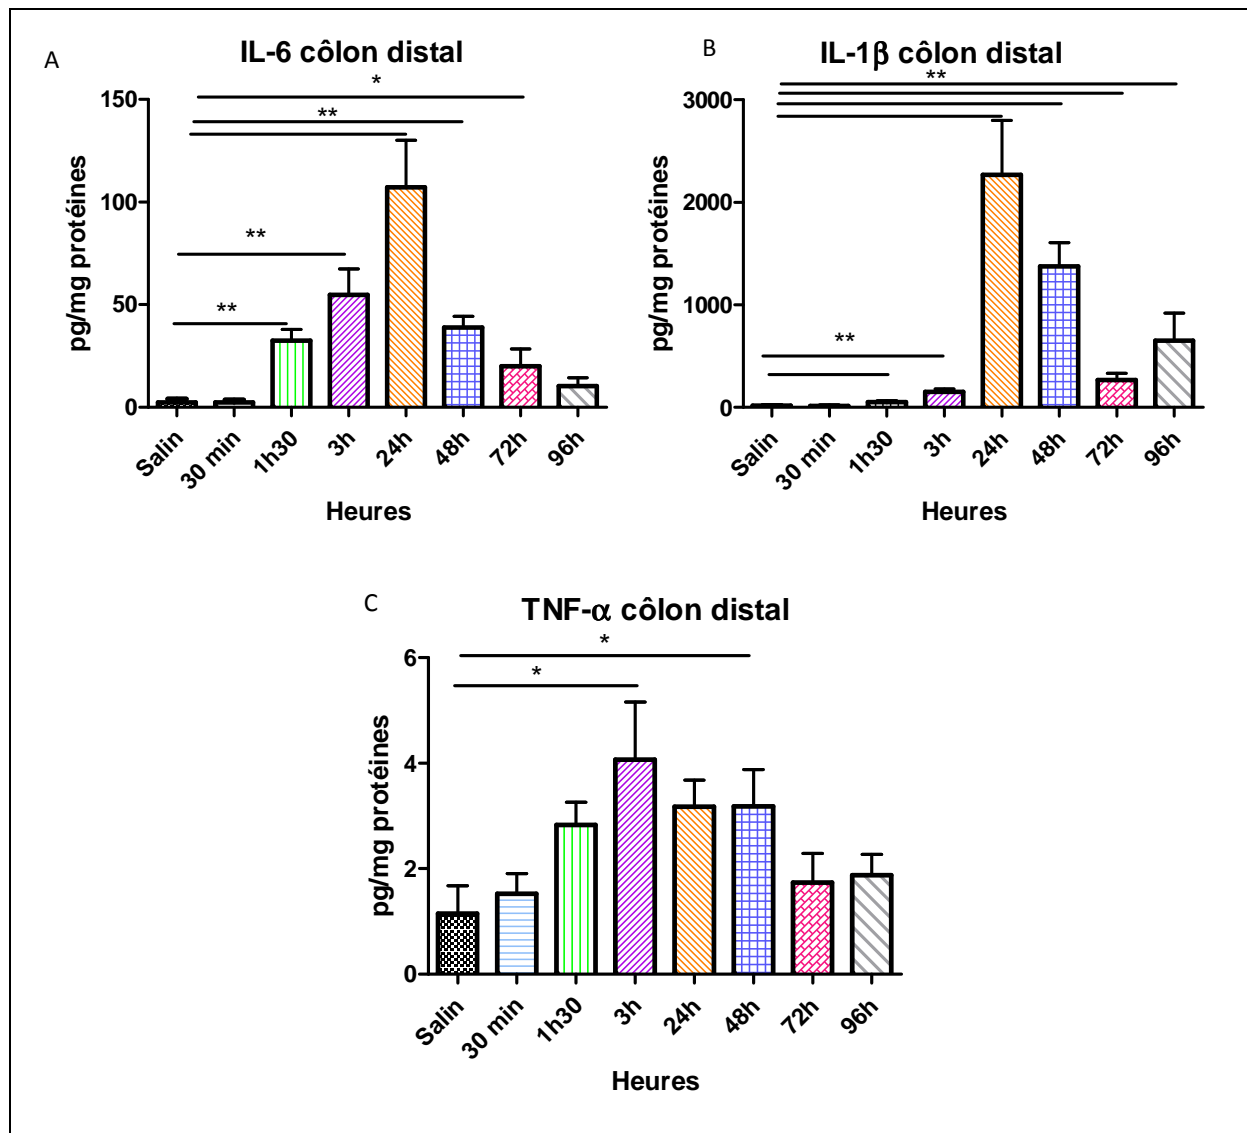 A
IL-6 côlon distal
*
**
**
**
150
100
50
0
pg/mg protéines
Salin
30 min
1h30
3h
24h
48h
72h
96h
Heures
B
IL-1β côlon distal
**
**
3000
2000
1000
0
pg/mg protéines
Salin
30 min
1h30
3h
24h
48h
72h
96h
Heures
C
TNF-α côlon distal
*
*
6
4
2
0
pg/mg protéines
Salin
30 min
1h30
3h
24h
48h
72h
96h
Heures